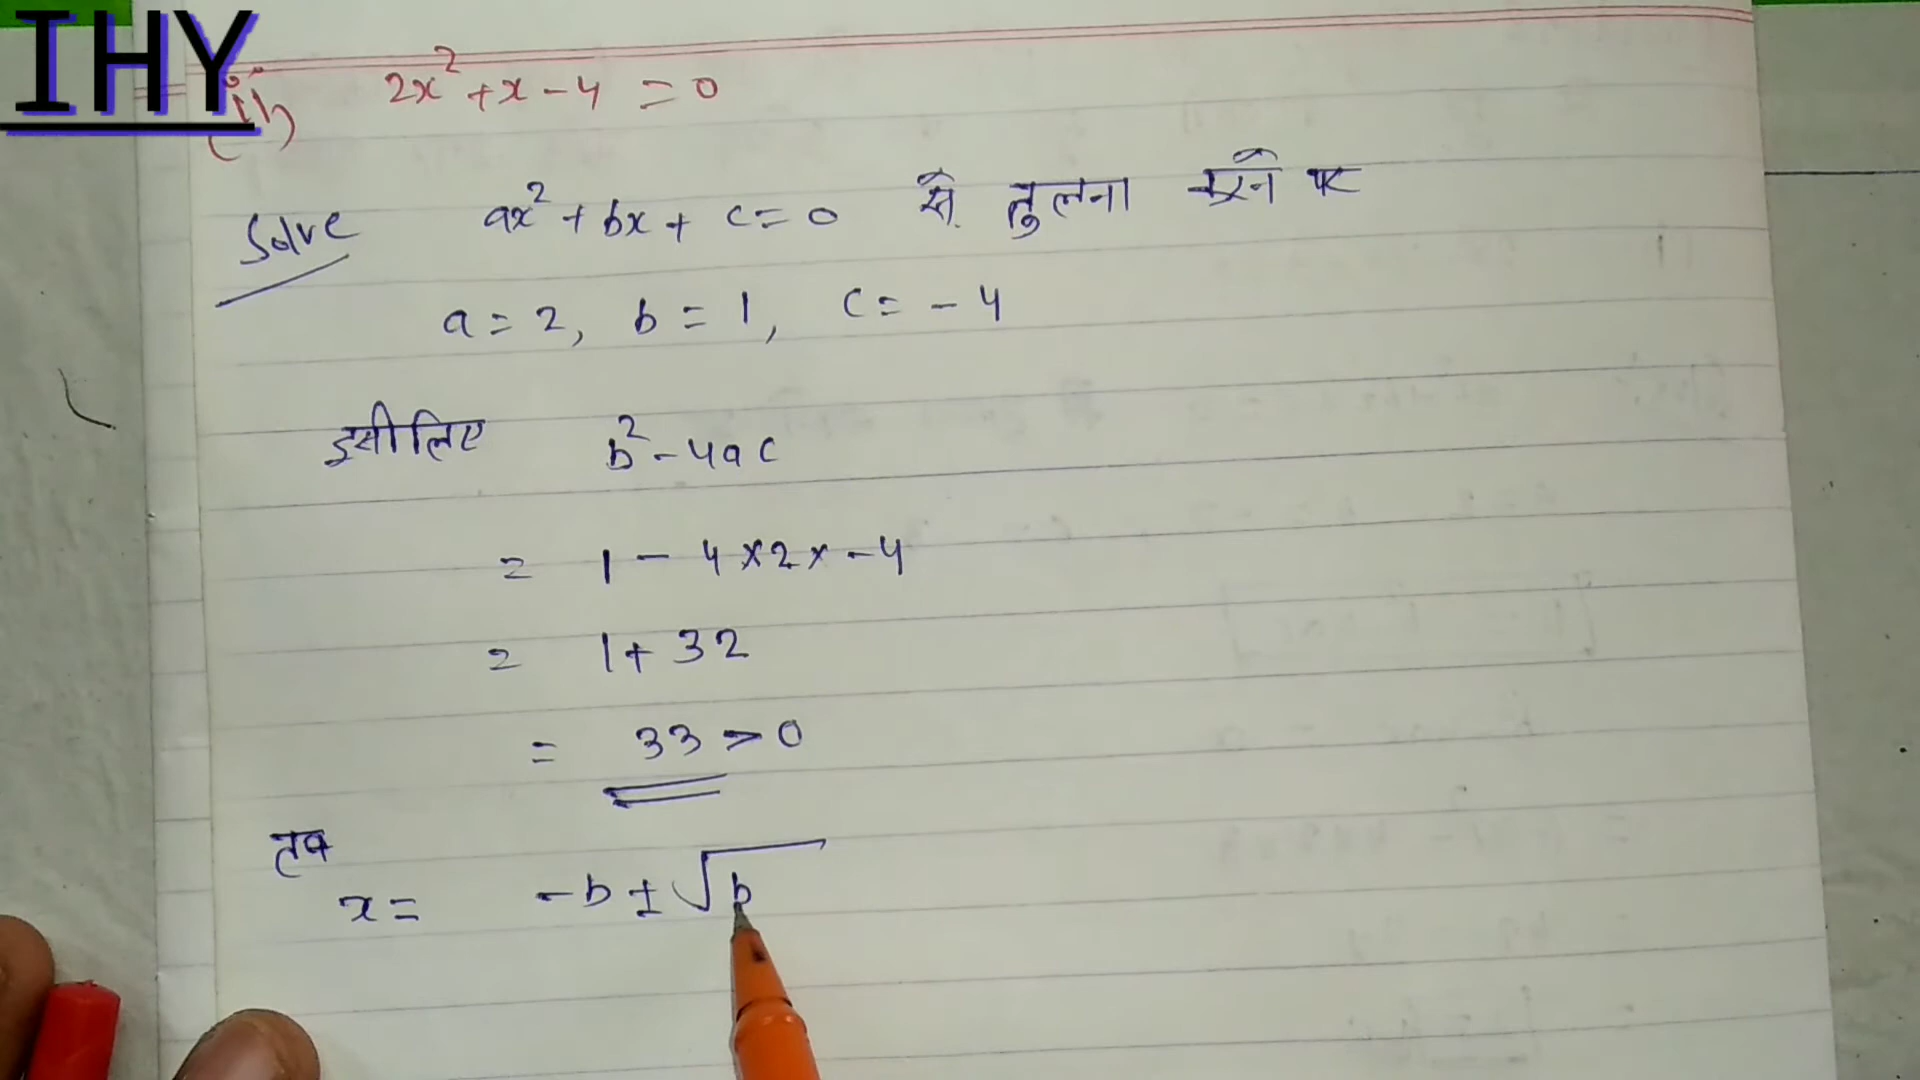 IHY
(ii) 2x² + x - 4 = 0
Solve ax² + bx + c = 0 से तुलना करने पर
a = 2, b = 1, c = - 4
इसीलिए b² - 4ac
= 1 - 4 × 2 × - 4
= 1 + 32
= 33 > 0
तब
x = - b ± √b